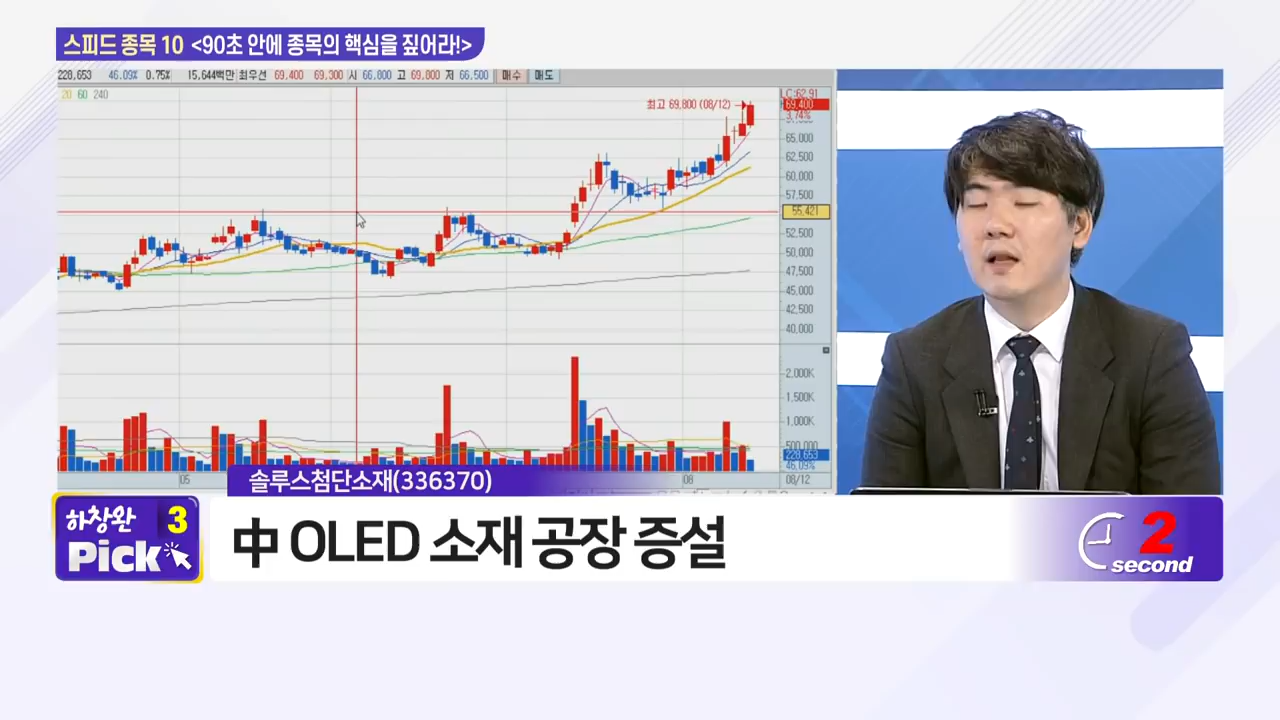 스피드 종목 10 <90초 안에 종목의 핵심을 짚어라!>
228,653 46.09% 0.75% 15,644백만 최우선 69,400 69,300 시 66,800 고 69,800 저 66,500 매수 매도
20 60 240
LC:62.91
최고 69,800 (08/12)
69,400
3.74%
65,000
62,500
60,000
57,500
55,421
52,500
50,000
47,500
45,000
42,500
40,000
2,000K
1,500K
1,000K
500,000
228,653
46.09%
05
08
08/12
솔루스첨단소재(336370)
하창완 3
Pick
中 OLED 소재 공장 증설
2
second